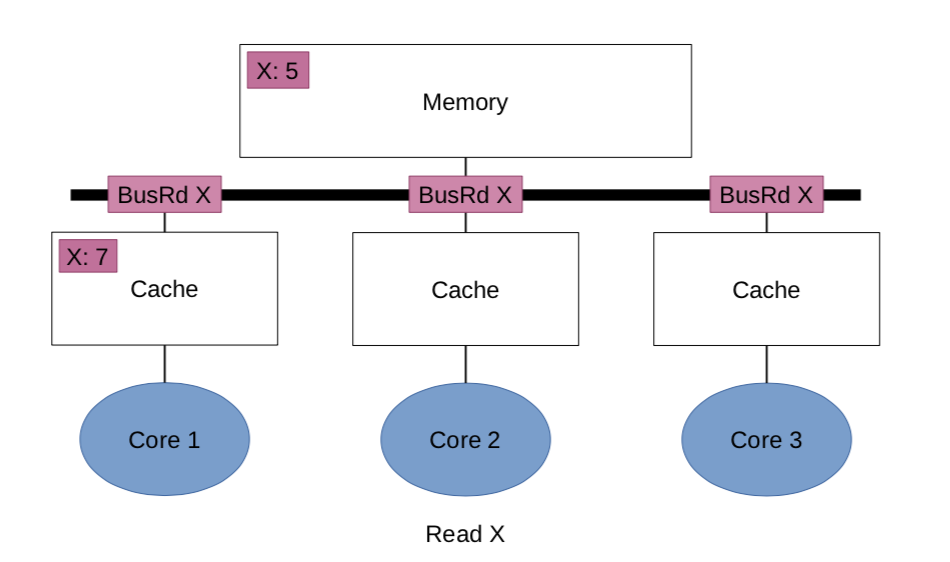 X: 5
Memory
BusRd X
BusRd X
BusRd X
X: 7
Cache
Cache
Cache
Core 1
Core 2
Core 3
Read X